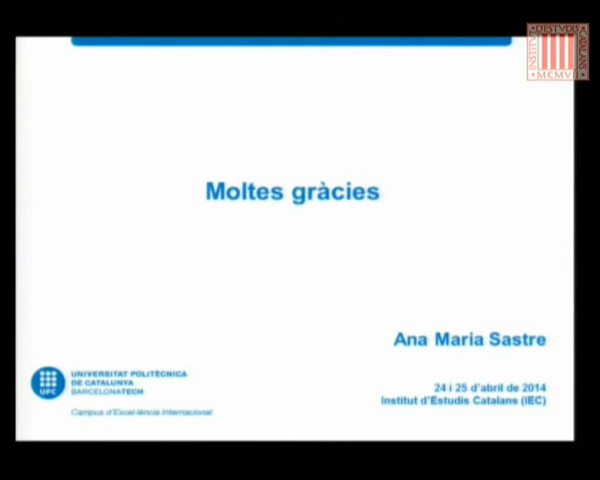 INSTITVT
D'ESTVDIS
CATALANS
MCMVII
Moltes gràcies
Ana Maria Sastre
UPC
UNIVERSITAT POLITÈCNICA
DE CATALUNYA
BARCELONATECH
Campus d'Excel·lència Internacional
24 i 25 d'abril de 2014
Institut d'Estudis Catalans (IEC)